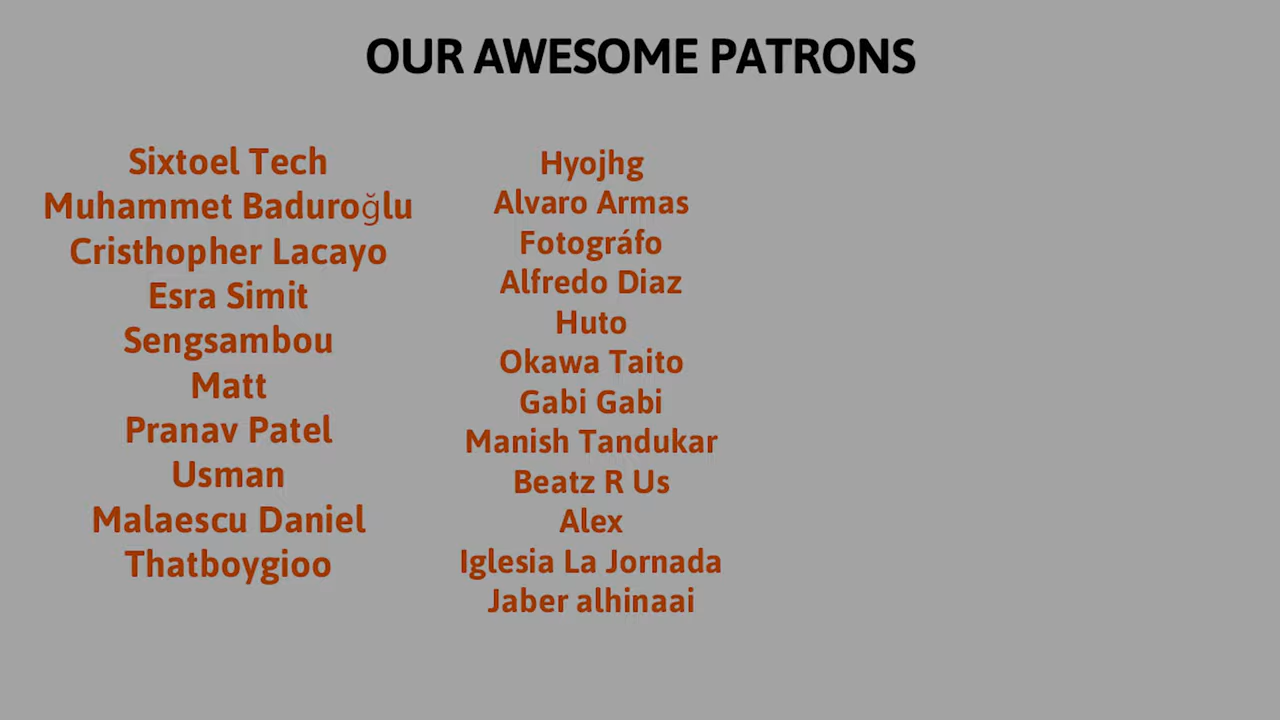 OUR AWESOME PATRONS
Sixtoel Tech
Muhammet Baduroğlu
Cristhopher Lacayo
Esra Simit
Sengsambou
Matt
Pranav Patel
Usman
Malaescu Daniel
Thatboygioo
Hyojhg
Alvaro Armas
Fotográfo
Alfredo Diaz
Huto
Okawa Taito
Gabi Gabi
Manish Tandukar
Beatz R Us
Alex
Iglesia La Jornada
Jaber alhinaai